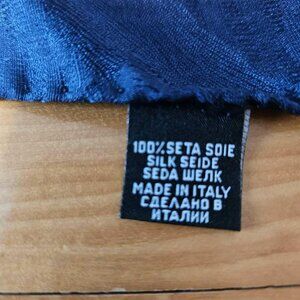 100% SETA SOIE
SILK SEIDE
SEDA ШЕЛК
MADE IN ITALY
СДЕЛАНО В
ИТАЛИИ